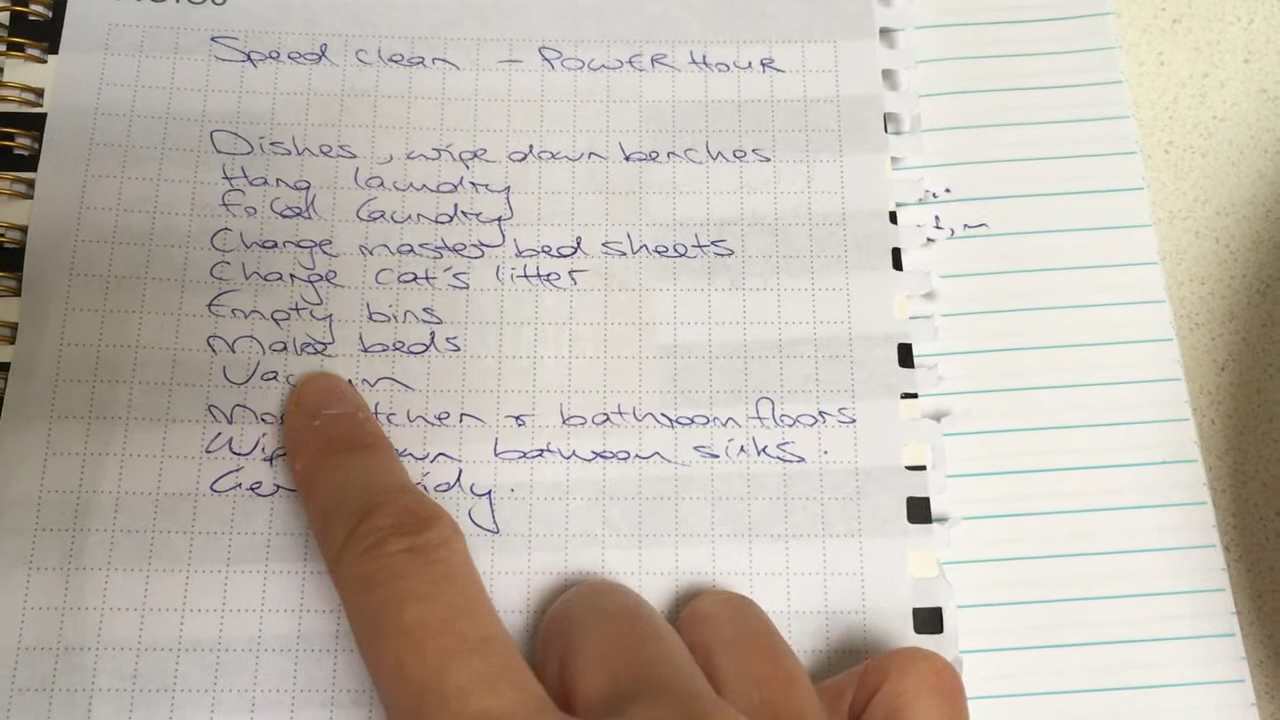 Notes
Speed clean - POWER HOUR
Dishes, wipe down benches
Hang laundry
Fold laundry
Change master bed sheets
Change cat's litter
Empty bins
Make beds
& bathroom floors
sinks.